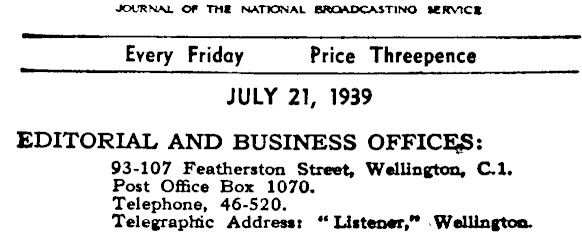 JOURNAL OF THE NATIONAL BROADCASTING SERVICE
Every Friday Price Threepence
JULY 21, 1939
EDITORIAL AND BUSINESS OFFICES:
93-107 Featherston Street, Wellington, C.1.
Post Office Box 1070.
Telephone, 46-520.
Telegraphic Address: “Listener,” Wellington.